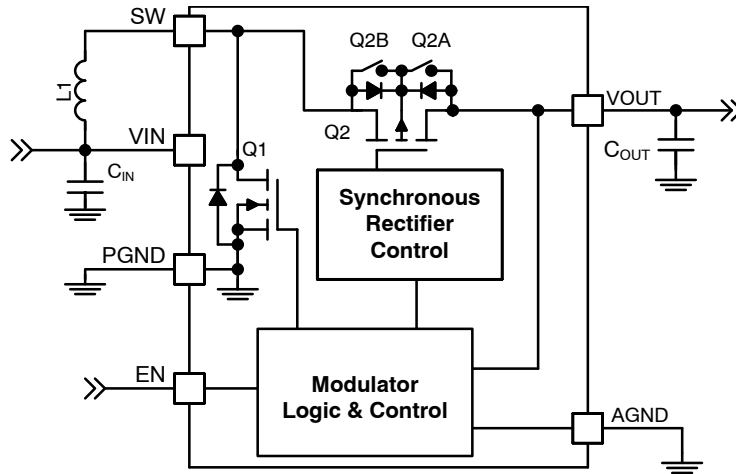 SW
Q2B
Q2A
L1
VOUT
Q2
VIN
Q1
COUT
CIN
Synchronous
Rectifier
Control
PGND
EN
Modulator
Logic & Control
AGND